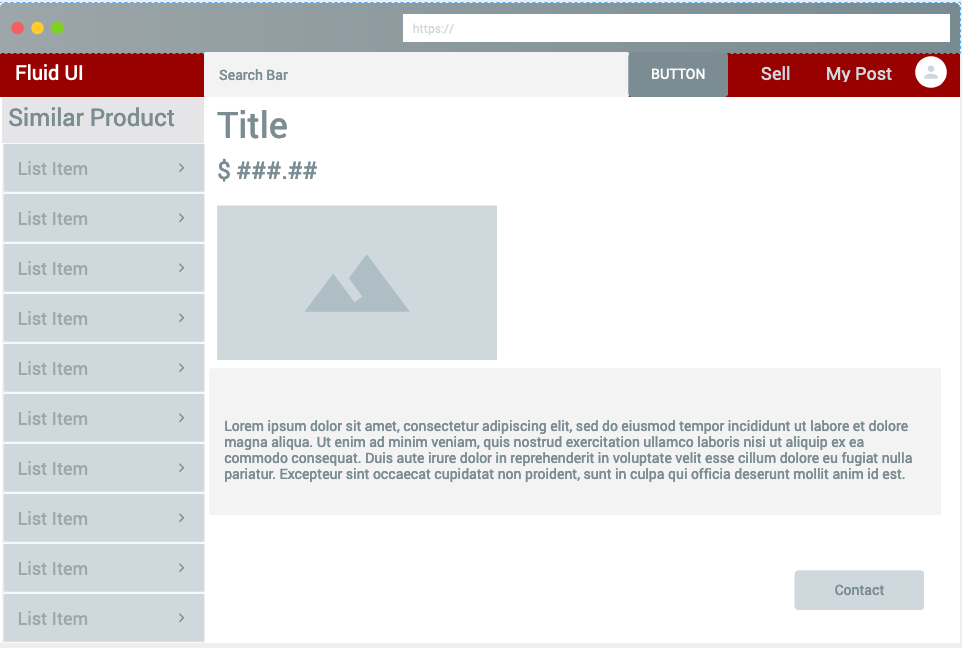 https://
Fluid UI
Search Bar
BUTTON
Sell
My Post
Similar Product
Title
$ ###.##
List Item
List Item
List Item
List Item
List Item
List Item
List Item
List Item
List Item
List Item
Lorem ipsum dolor sit amet, consectetur adipiscing elit, sed do eiusmod tempor incididunt ut labore et dolore
magna aliqua. Ut enim ad minim veniam, quis nostrud exercitation ullamco laboris nisi ut aliquip ex ea
commodo consequat. Duis aute irure dolor in reprehenderit in voluptate velit esse cillum dolore eu fugiat nulla
pariatur. Excepteur sint occaecat cupidatat non proident, sunt in culpa qui officia deserunt mollit anim id est.
Contact